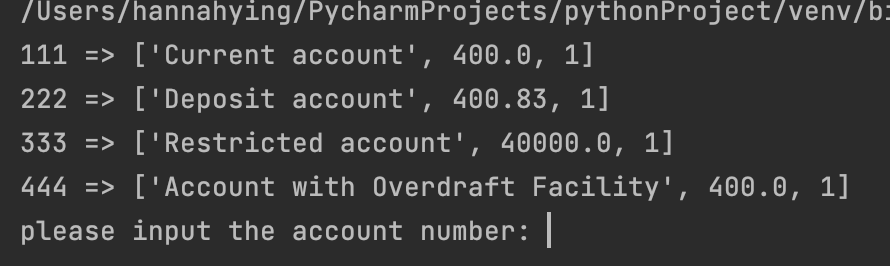 /Users/hannahying/PycharmProjects/pythonProject/venv/bi
111 => ['Current account', 400.0, 1]
222 => ['Deposit account', 400.83, 1]
333 => ['Restricted account', 40000.0, 1]
444 => ['Account with Overdraft Facility', 400.0, 1]
please input the account number: